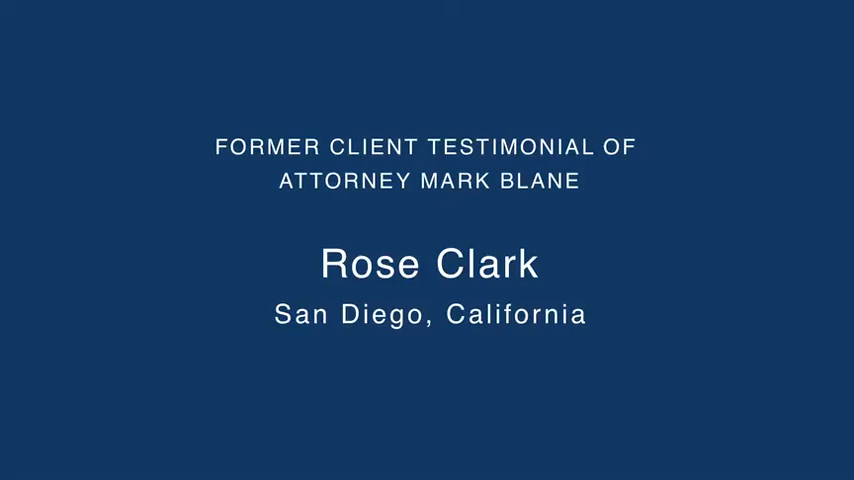 FORMER CLIENT TESTIMONIAL OF
ATTORNEY MARK BLANE
Rose Clark
San Diego, California